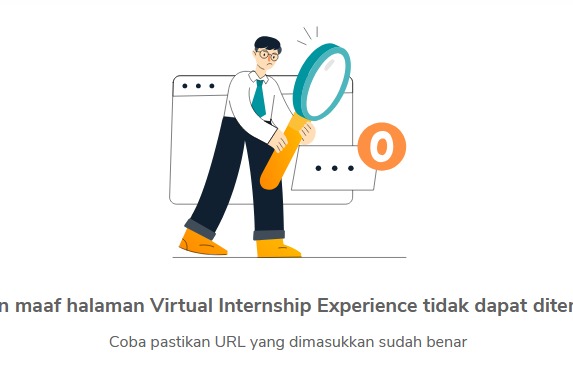 0
n maaf halaman Virtual Internship Experience tidak dapat diter
Coba pastikan URL yang dimasukkan sudah benar